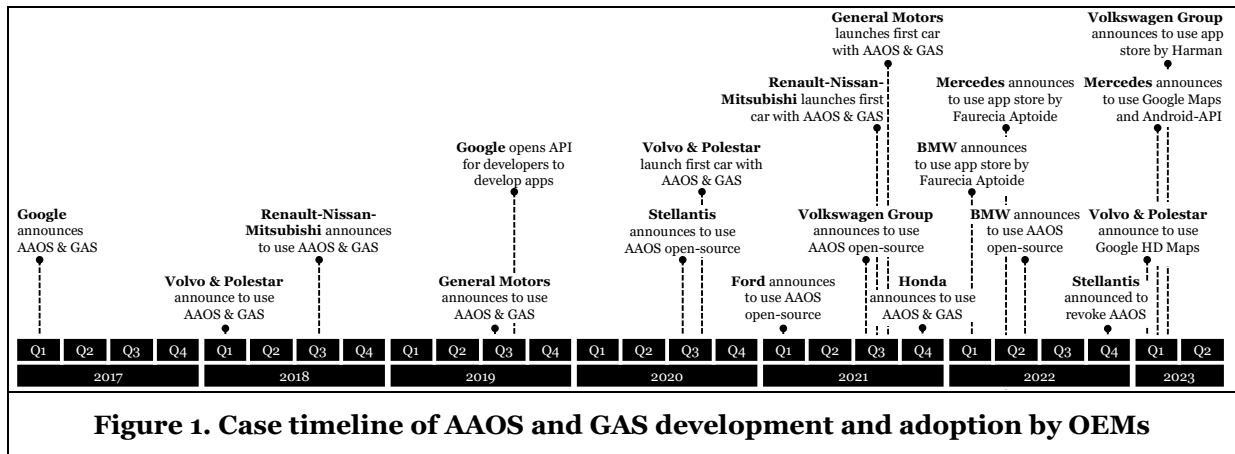 General Motors
launches first car
with AAOS & GAS
Volkswagen Group
announces to use app
store by Harman
Renault-Nissan-
Mitsubishi launches first
car with AAOS & GAS
Mercedes announces
to use app store by
Faurecia Aptoide
Mercedes announces
to use Google Maps
and Android-API
Google opens API
for developers to
develop apps
Volvo & Polestar
launch first car with
AAOS & GAS
BMW announces
to use app store by
Faurecia Aptoide
Google
announces
AAOS & GAS
Renault-Nissan-
Mitsubishi announces
to use AAOS & GAS
Stellantis
announces to use
AAOS open-source
Volkswagen Group
announces to use
AAOS open-source
BMW announces
to use AAOS
open-source
Volvo & Polestar
announce to use
Google HD Maps
Volvo & Polestar
announce to use
AAOS & GAS
General Motors
announces to use
AAOS & GAS
Ford announces
to use AAOS
open-source
Honda
announces to use
AAOS & GAS
Stellantis
announced to
revoke AAOS
Q1 Q2 Q3 Q4 Q1 Q2 Q3 Q4 Q1 Q2 Q3 Q4 Q1 Q2 Q3 Q4 Q1 Q2 Q3 Q4 Q1 Q2 Q3 Q4 Q1 Q2
2017 2018 2019 2020 2021 2022 2023
Figure 1. Case timeline of AAOS and GAS development and adoption by OEMs